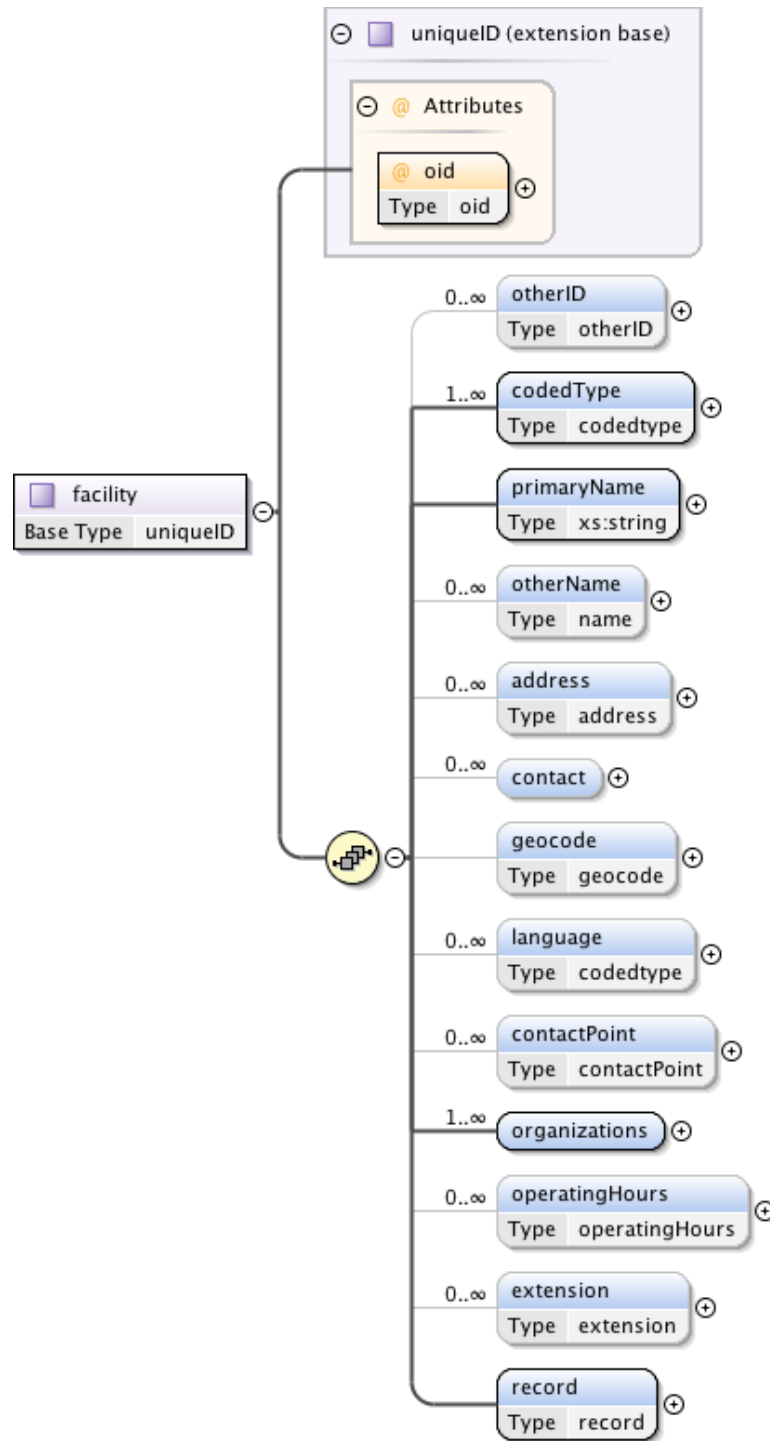 uniqueID (extension base)
@ Attributes
@ oid
Type oid
0..∞ otherID
Type otherID
1..∞ codedType
Type codedtype
primaryName
Type xs:string
facility
Base Type uniqueID
0..∞ otherName
Type name
0..∞ address
Type address
0..∞ contact
geocode
Type geocode
0..∞ language
Type codedtype
0..∞ contactPoint
Type contactPoint
1..∞ organizations
0..∞ operatingHours
Type operatingHours
0..∞ extension
Type extension
record
Type record